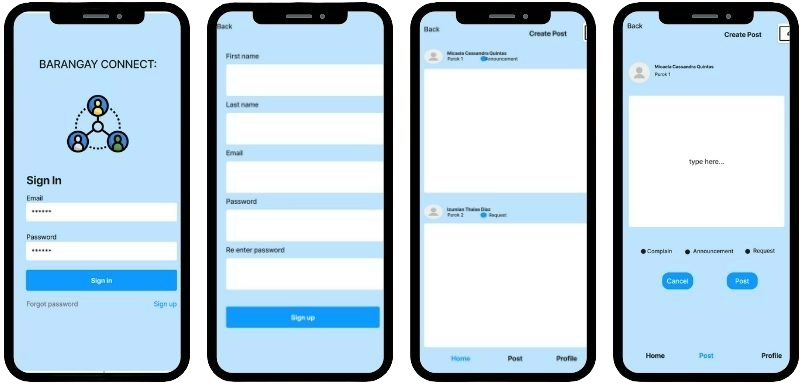 BARANGAY CONNECT:
Sign In
Email
******
Password
******
Sign in
Forgot password Sign up
Back
First name
Last name
Email
Password
Re enter password
Sign up
Back
Create Post
Micaela Cassandra Quintas
Purok 1 Announcement
Izumian Thalas Dioz
Purok 2 Request
Home Post Profile
Back
Create Post
Micaela Cassandra Quintas
Purok 1
type here...
Complain Announcement Request
Cancel Post
Home Post Profile